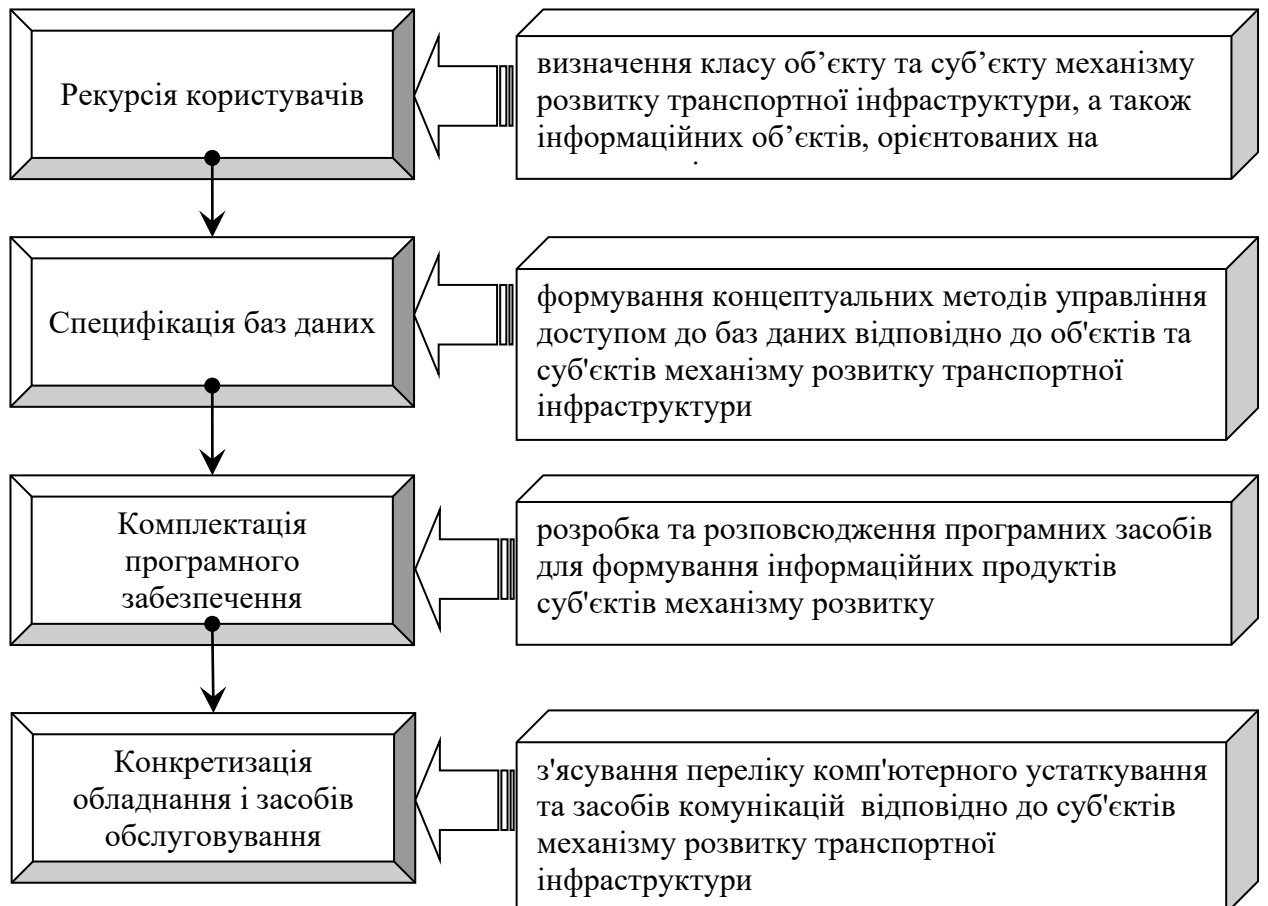 Рекурсія користувачів
визначення класу об’єкту та суб’єкту механізму
розвитку транспортної інфраструктури, а також
інформаційних об’єктів, орієнтованих на
Специфікація баз даних
формування концептуальних методів управління
доступом до баз даних відповідно до об'єктів та
суб'єктів механізму розвитку транспортної
інфраструктури
Комплектація
програмного
забезпечення
розробка та розповсюдження програмних засобів
для формування інформаційних продуктів
суб'єктів механізму розвитку
Конкретизація
обладнання і засобів
обслуговування
з'ясування переліку комп'ютерного устаткування
та засобів комунікацій відповідно до суб'єктів
механізму розвитку транспортної
інфраструктури